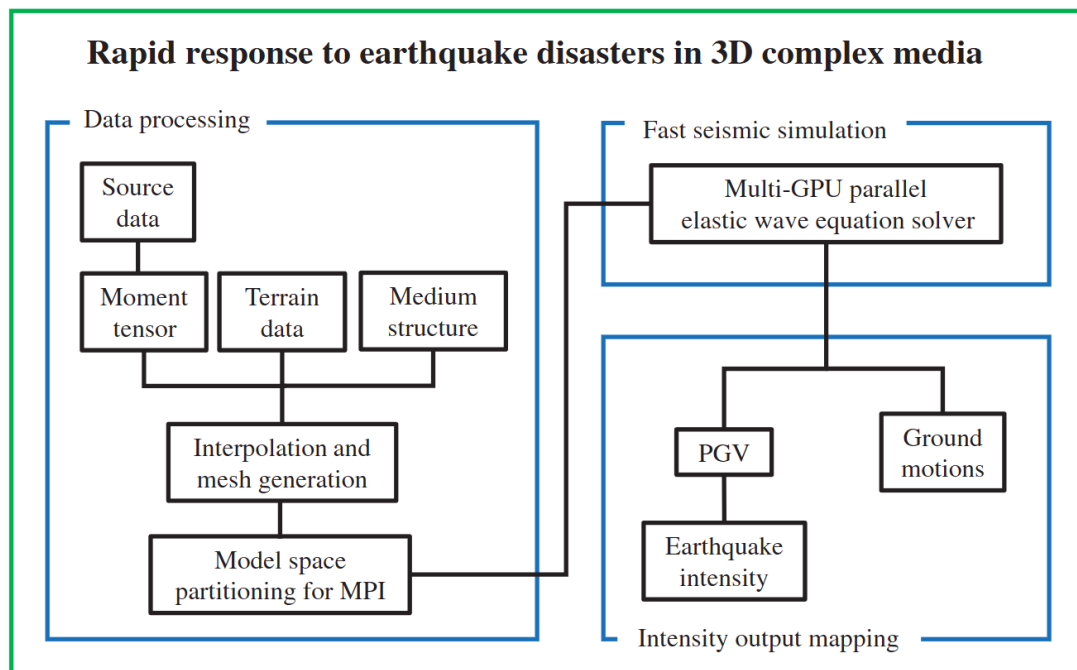 Rapid response to earthquake disasters in 3D complex media
Data processing
Source
data
Moment
tensor
Terrain
data
Medium
structure
Interpolation and
mesh generation
Model space
partitioning for MPI
Fast seismic simulation
Multi-GPU parallel
elastic wave equation solver
PGV
Ground
motions
Earthquake
intensity
Intensity output mapping